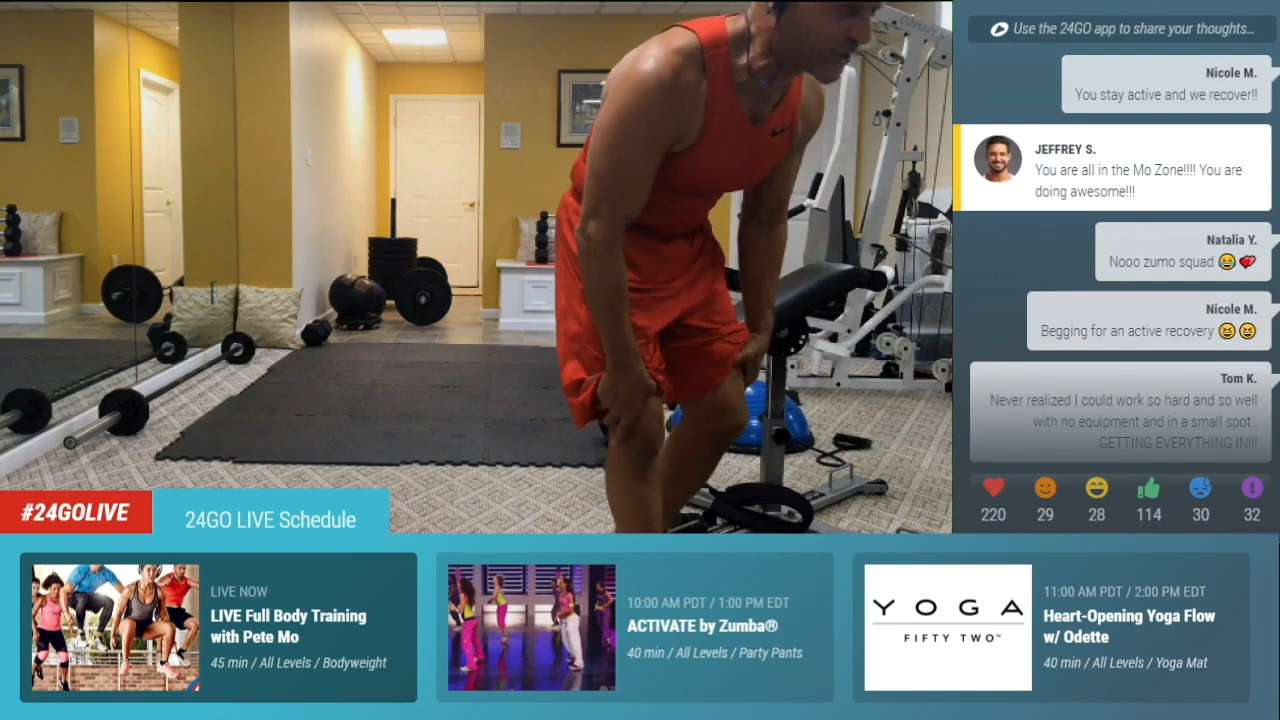 Use the 24GO app to share your thoughts...
Nicole M.
You stay active and we recover!!
JEFFREY S.
You are all in the Mo Zone!!!! You are
doing awesome!!!
Natalia Y.
Nooo zumo squad 😂 💕
Nicole M.
Begging for an active recovery 😆 😆
Tom K.
Never realized I could work so hard and so well
with no equipment and in a small spot .
GETTING EVERYTHING IN!!!
220
29
28
114
30
32
#24GOLIVE
24GO LIVE Schedule
LIVE NOW
LIVE Full Body Training
with Pete Mo
45 min / All Levels / Bodyweight
10:00 AM PDT / 1:00 PM EDT
ACTIVATE by Zumba®
40 min / All Levels / Party Pants
YOGA
FIFTY TWO™
11:00 AM PDT / 2:00 PM EDT
Heart-Opening Yoga Flow
w/ Odette
40 min / All Levels / Yoga Mat